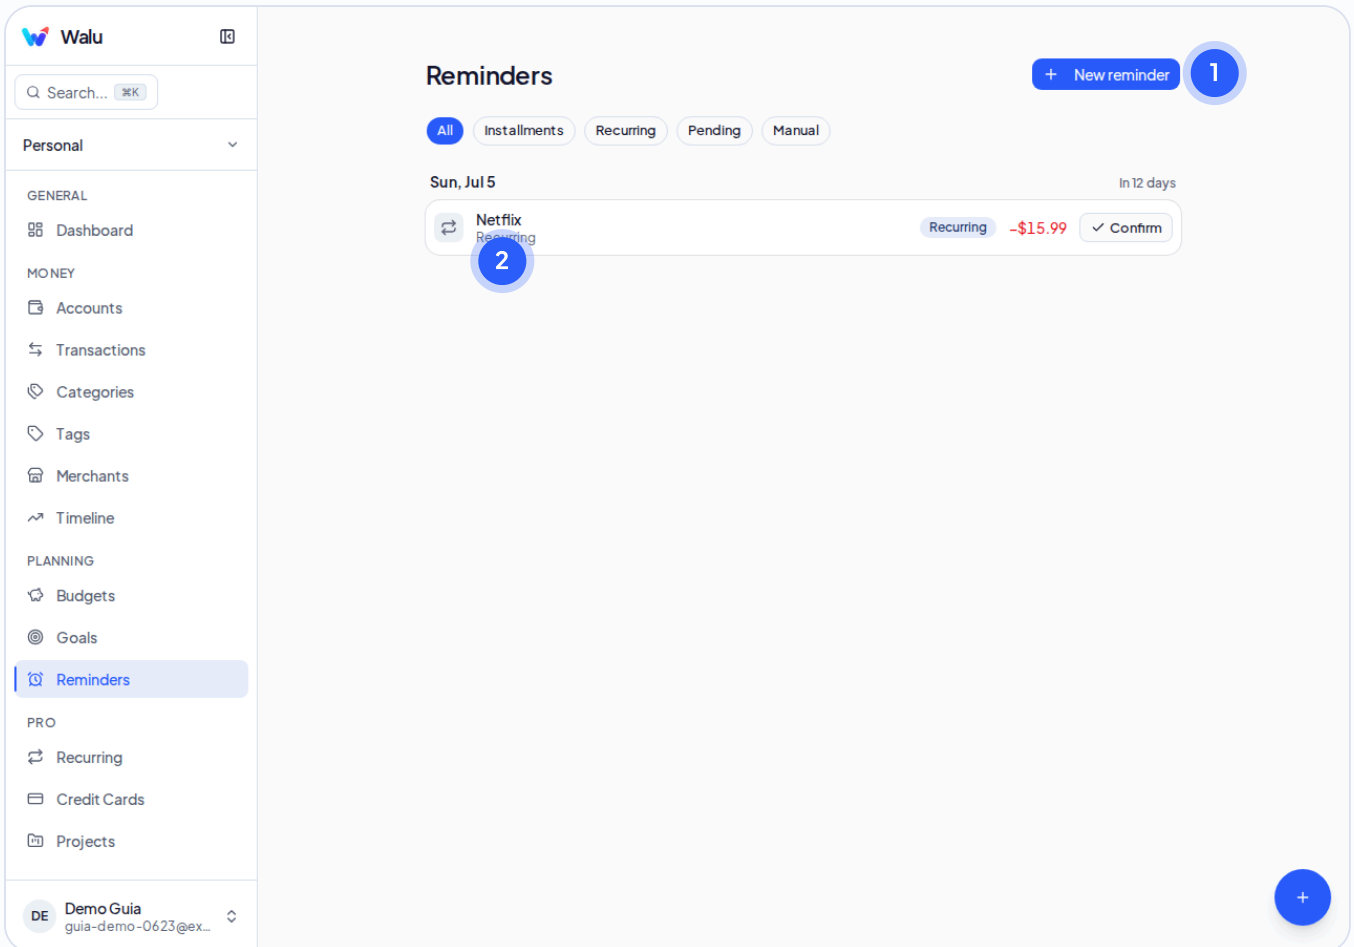 Walu
Search... ⌘K
Personal
GENERAL
Dashboard
MONEY
Accounts
Transactions
Categories
Tags
Merchants
Timeline
PLANNING
Budgets
Goals
Reminders
PRO
Recurring
Credit Cards
Projects
DE
Demo Guia
guia-demo-0623@ex...
Reminders
+ New reminder
1
All Installments Recurring Pending Manual
Sun, Jul 5
In 12 days
Netflix
Recurring
2
Recurring
-$15.99
Confirm
+